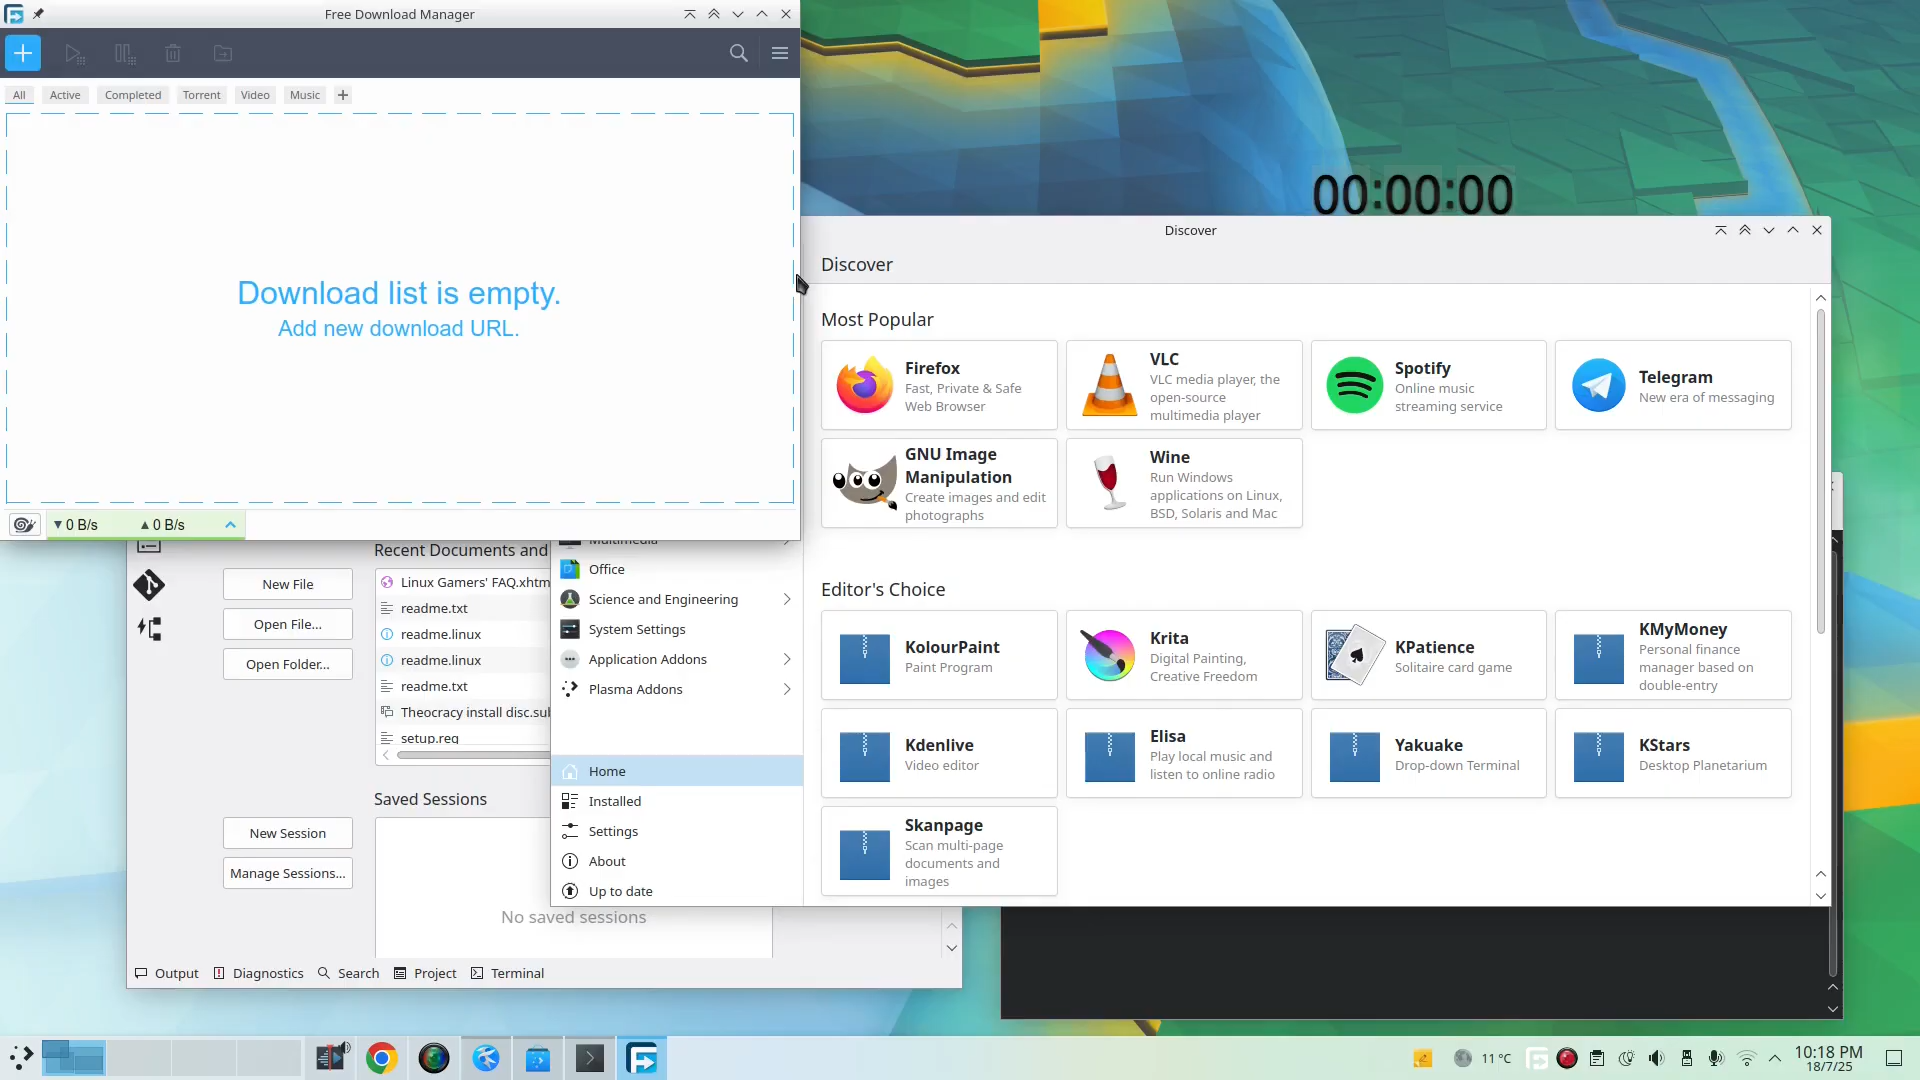 Free Download Manager
All
Active
Completed
Torrent
Video
Music
Download list is empty.
Add new download URL.
▼0 B/s
▲0 B/s
00:00:00
Discover
Discover
Most Popular
Firefox
Fast, Private & Safe
Web Browser
VLC
VLC media player, the
open-source
multimedia player
Spotify
Online music
streaming service
Telegram
New era of messaging
GNU Image
Manipulation
Create images and edit
photographs
Wine
Run Windows
applications on Linux,
BSD, Solaris and Mac
Editor's Choice
KolourPaint
Paint Program
Krita
Digital Painting,
Creative Freedom
KPatience
Solitaire card game
KMyMoney
Personal finance
manager based on
double-entry
Kdenlive
Video editor
Elisa
Play local music and
listen to online radio
Yakuake
Drop-down Terminal
KStars
Desktop Planetarium
Skanpage
Scan multi-page
documents and
images
Multimedia
Office
Science and Engineering
System Settings
Application Addons
Plasma Addons
Home
Installed
Settings
About
Up to date
Recent Documents and
New File
Open File...
Open Folder...
Linux Gamers' FAQ.xhtm
readme.txt
readme.linux
readme.linux
readme.txt
Theocracy install disc.sub
setup.reg
Saved Sessions
New Session
Manage Sessions...
No saved sessions
Output
Diagnostics
Search
Project
Terminal
11 °C
10:18 PM
18/7/25